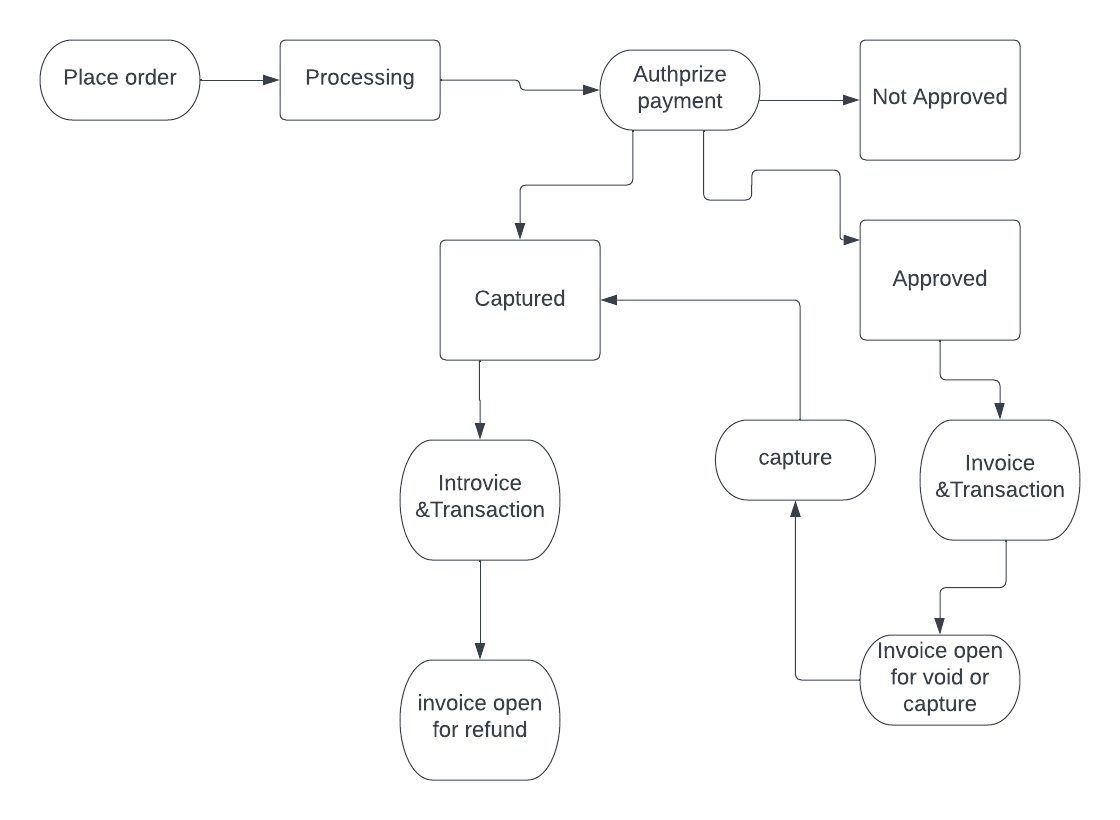 Place order
Processing
Authprize
payment
Not Approved
Captured
Approved
Introvice
&Transaction
capture
Invoice
&Transaction
invoice open
for refund
Invoice open
for void or
capture